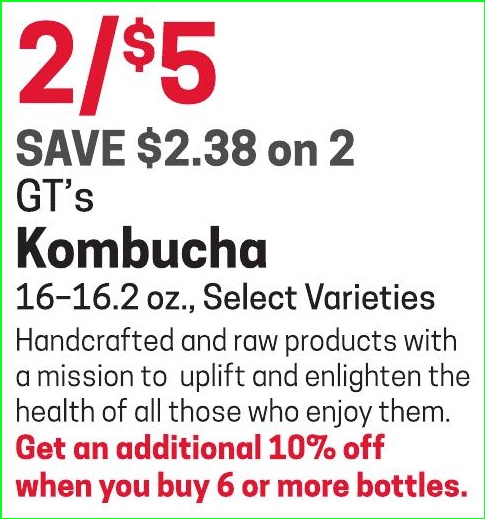 2/$5
SAVE $2.38 on 2
GT's
Kombucha
16–16.2 oz., Select Varieties
Handcrafted and raw products with
a mission to uplift and enlighten the
health of all those who enjoy them.
Get an additional 10% off
when you buy 6 or more bottles.